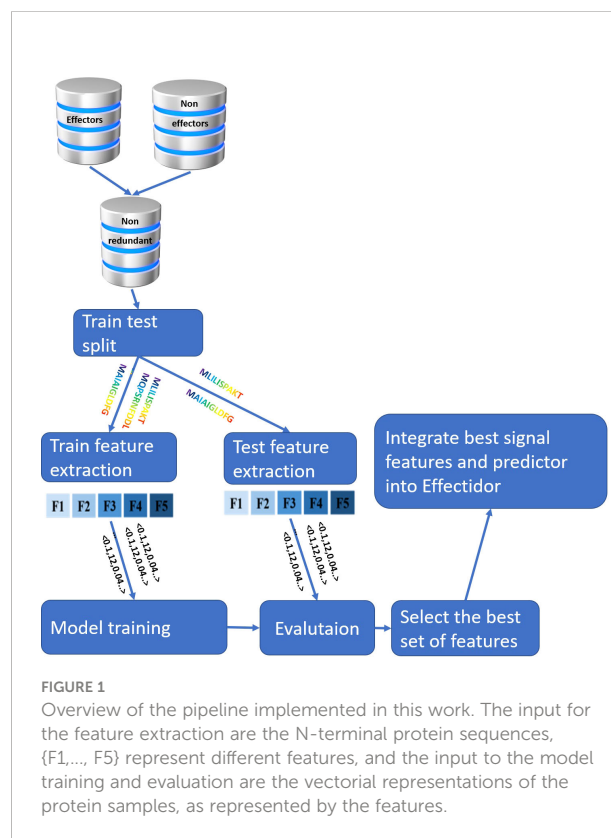 Effectors
Non
effectors
Non
redundant
Train test
split
MAIAIGLDFG
MQPSRNFDDL
MLILISPAKT
MLILISPAKT
MAIAIGLDFG
Train feature
extraction
Test feature
extraction
Integrate best signal
features and predictor
into Effectidor
F1 F2 F3 F4 F5
F1 F2 F3 F4 F5
<0.1,12,0.04..>
<0.1,12,0.04..>
<0.1,12,0.04..>
<0.1,12,0.04..>
<0.1,12,0.04..>
<0.1,12,0.04..>
Model training
Evalutaion
Select the best
set of features
FIGURE 1
Overview of the pipeline implemented in this work. The input for
the feature extraction are the N-terminal protein sequences,
{F1,..., F5} represent different features, and the input to the model
training and evaluation are the vectorial representations of the
protein samples, as represented by the features.